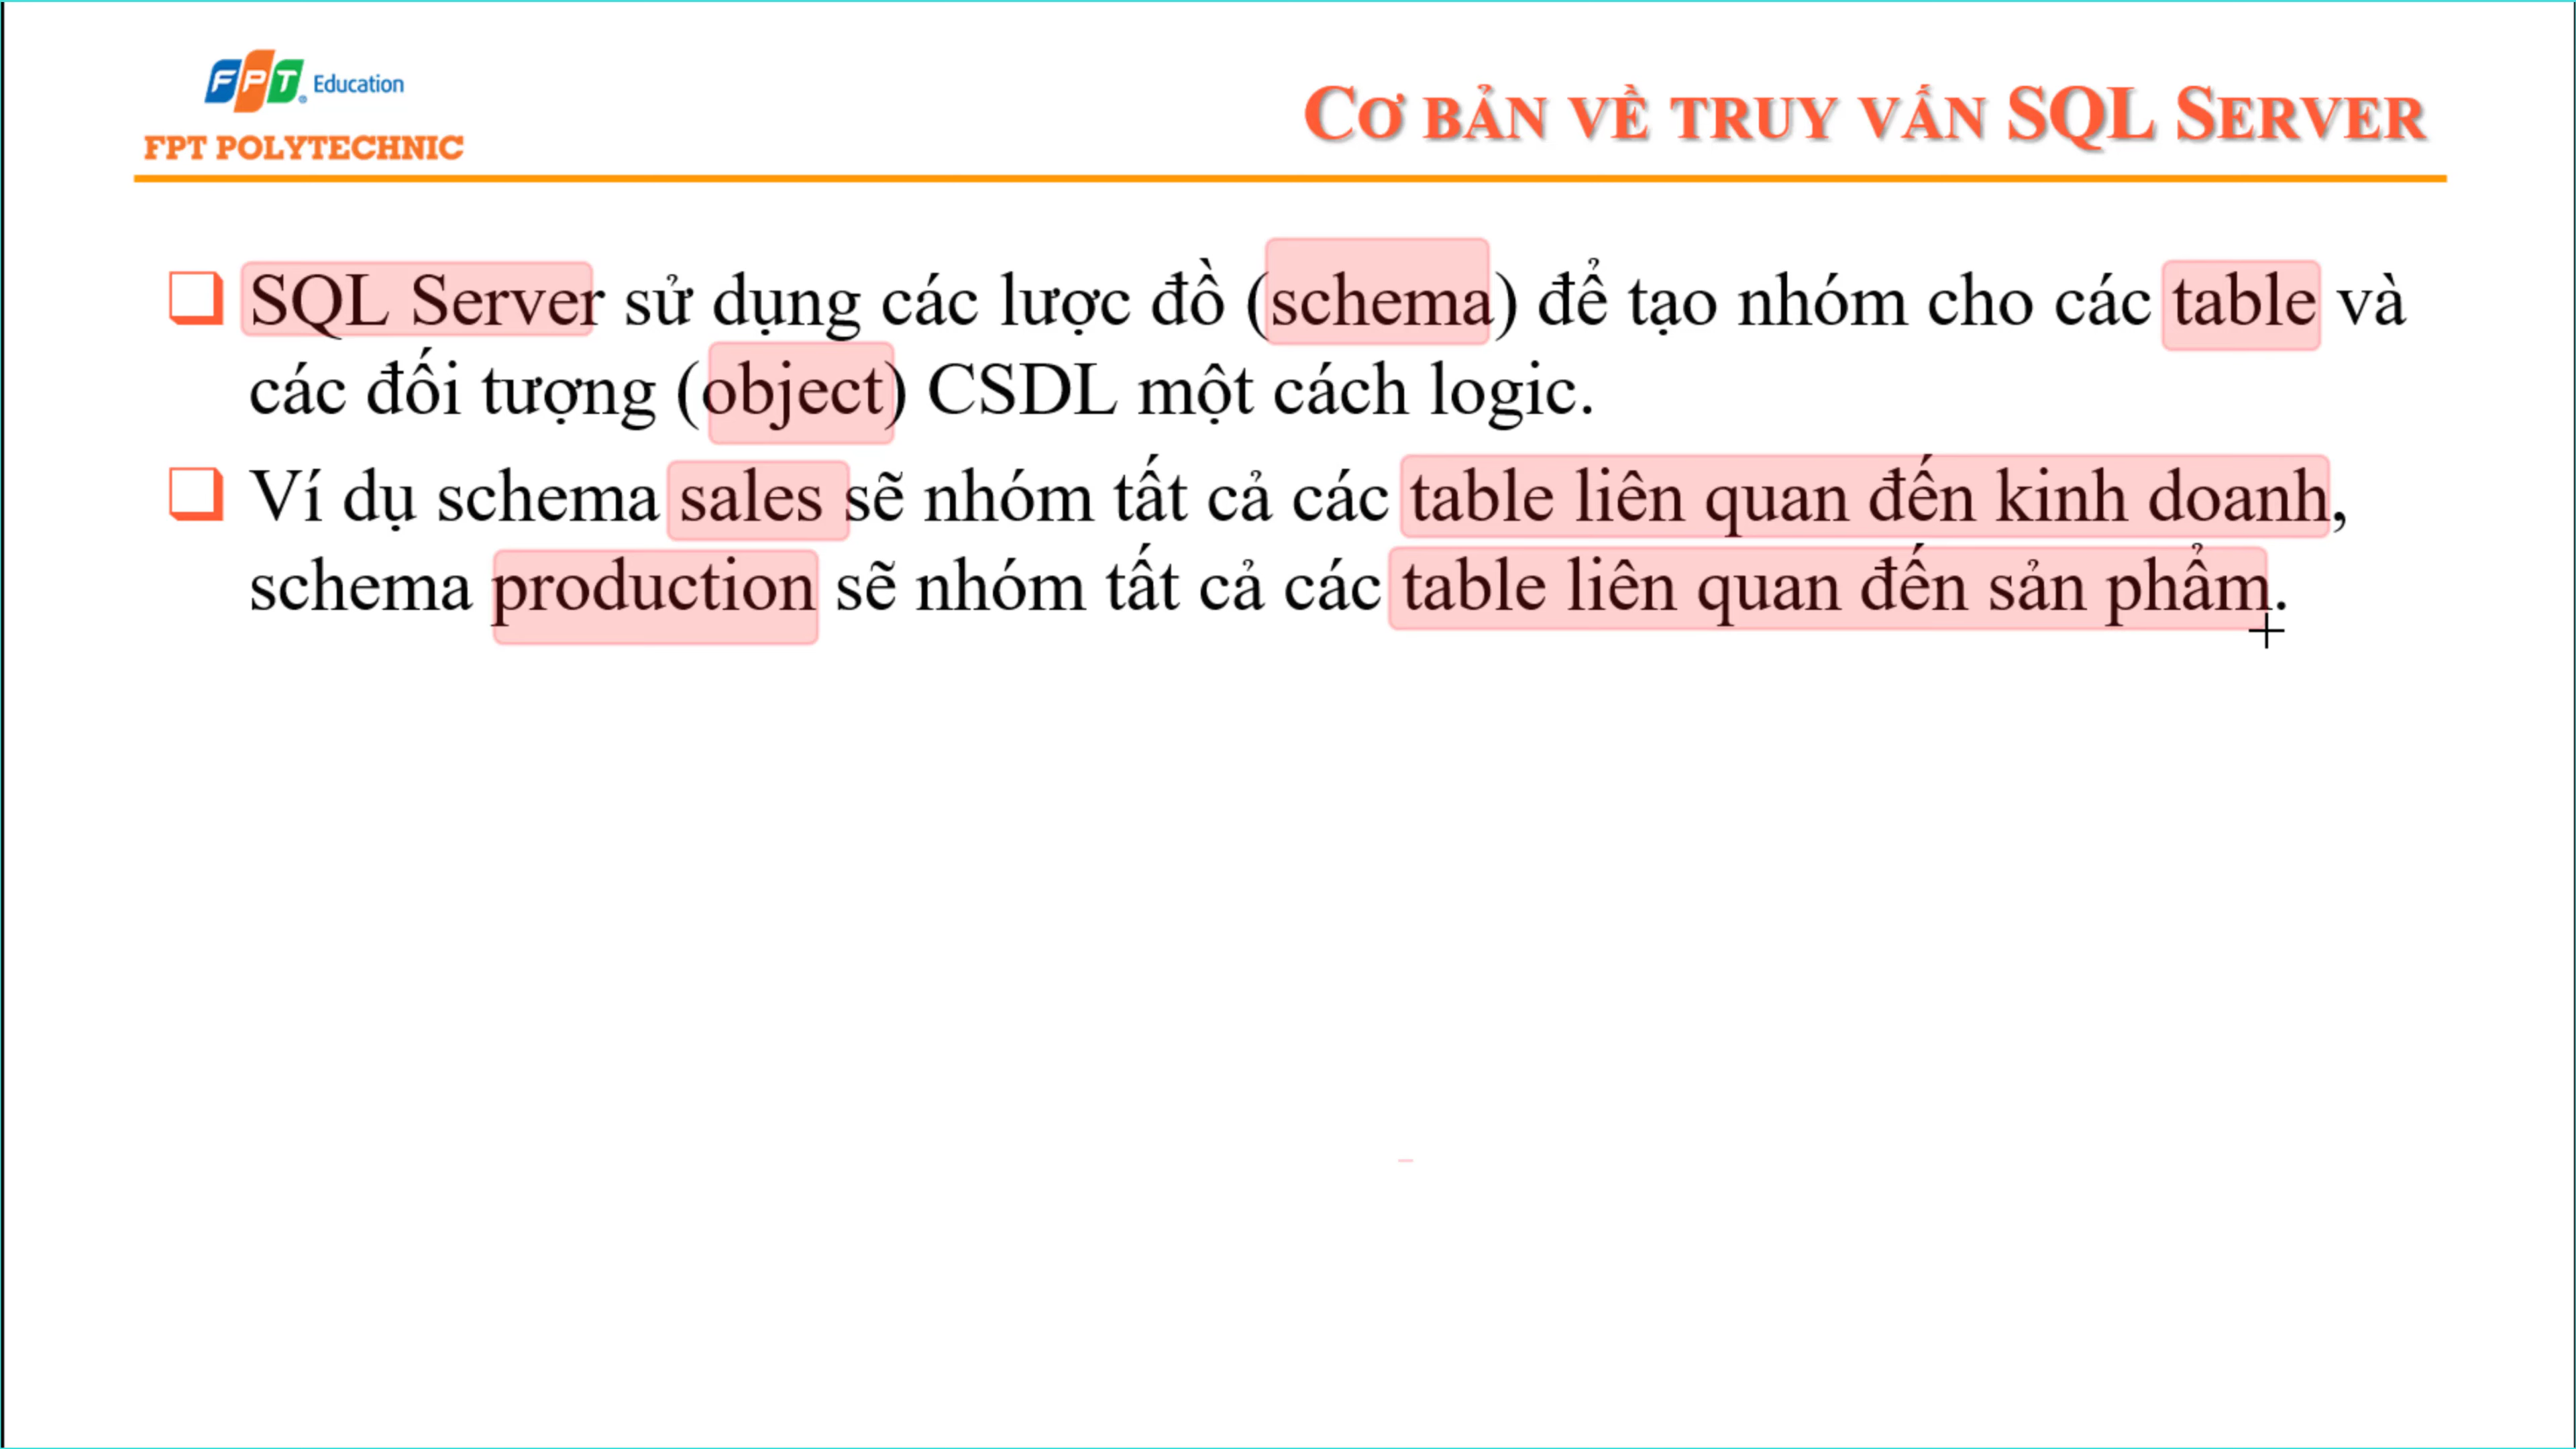 FPT Education
FPT POLYTECHNIC
CƠ BẢN VỀ TRUY VẤN SQL SERVER
SQL Server sử dụng các lược đồ (schema) để tạo nhóm cho các table và
các đối tượng (object) CSDL một cách logic.
Ví dụ schema sales sẽ nhóm tất cả các table liên quan đến kinh doanh,
schema production sẽ nhóm tất cả các table liên quan đến sản phẩm.